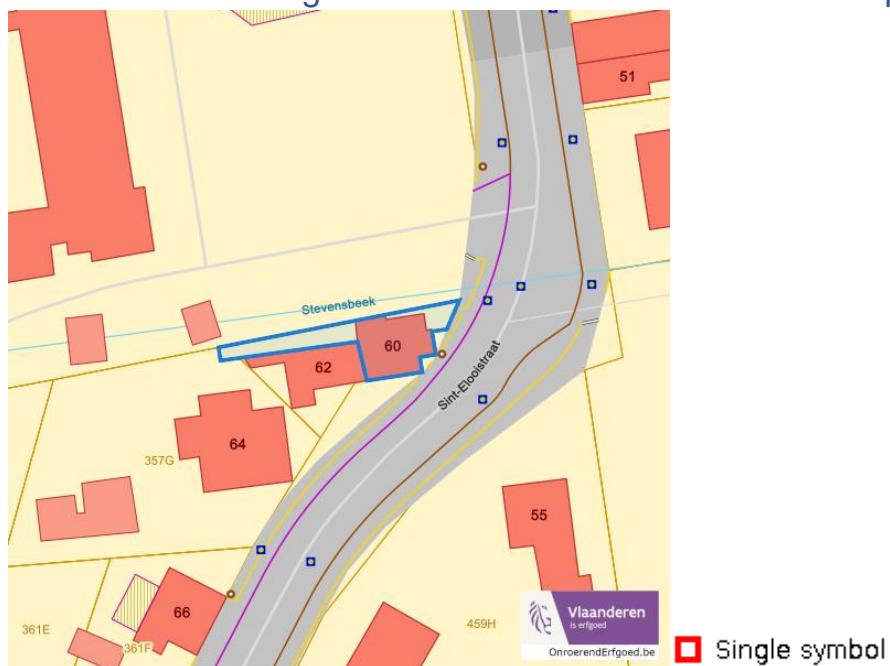 51
Stevensbeek
60
62
Sint-Elooistraat
64
357G
55
66
361E
361F
459H
Vlaanderen
is erfgoed
OnroerendErfgoed.be
Single symbol